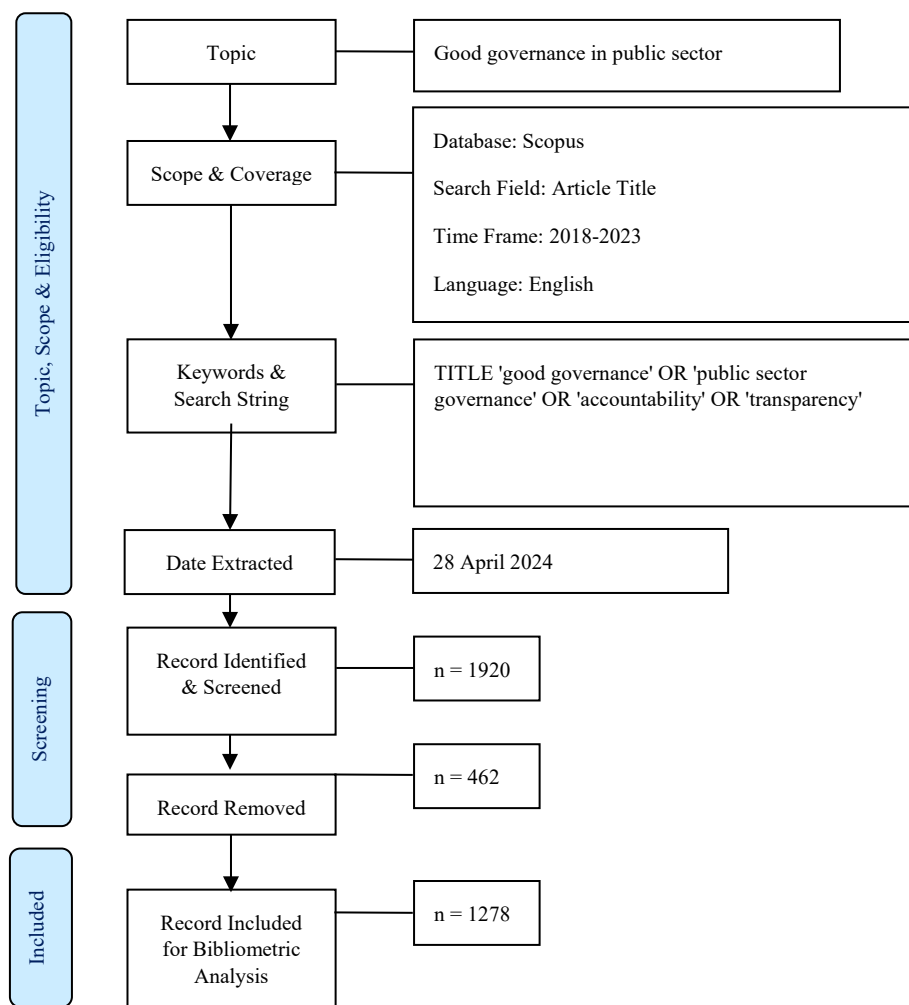 Topic, Scope & Eligibility
Topic
Good governance in public sector
Scope & Coverage
Database: Scopus
Search Field: Article Title
Time Frame: 2018-2023
Language: English
Keywords &
Search String
TITLE 'good governance' OR 'public sector
governance' OR 'accountability' OR 'transparency'
Date Extracted
28 April 2024
Screening
Record Identified
& Screened
n = 1920
Record Removed
n = 462
Included
Record Included
for Bibliometric
Analysis
n = 1278